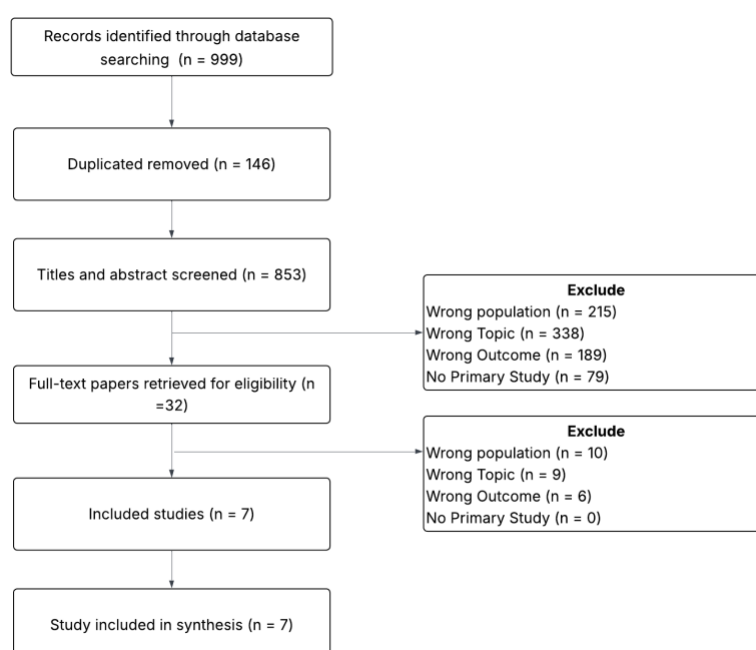 Records identified through database
searching  (n = 999)
Duplicated removed (n = 146)
Titles and abstract screened (n = 853)
Exclude
Wrong population (n = 215)
Wrong Topic (n = 338)
Wrong Outcome (n = 189)
No Primary Study (n = 79)
Full-text papers retrieved for eligibility (n
=32)
Exclude
Wrong population (n = 10)
Wrong Topic (n = 9)
Wrong Outcome (n = 6)
No Primary Study (n = 0)
Included studies (n = 7)
Study included in synthesis (n = 7)